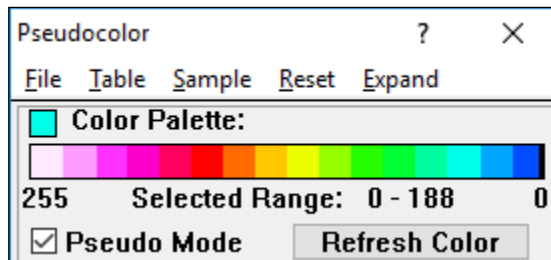 Pseudocolor ?
File Table Sample Reset Expand
Color Palette:
255 Selected Range: 0 - 188 0
Pseudo Mode Refresh Color